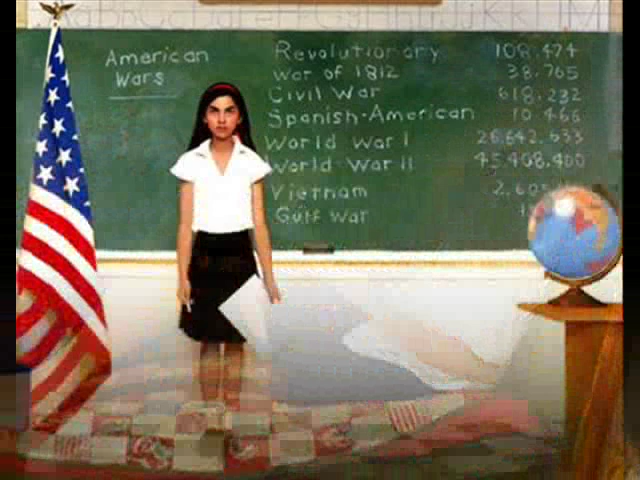 American
Wars
Revolutionary 108.474
War of 1812 38.765
Civil War 618.232
Spanish-American 10.466
World War I 26.642.633
World War II 45.408.400
Vietnam
Gulf War